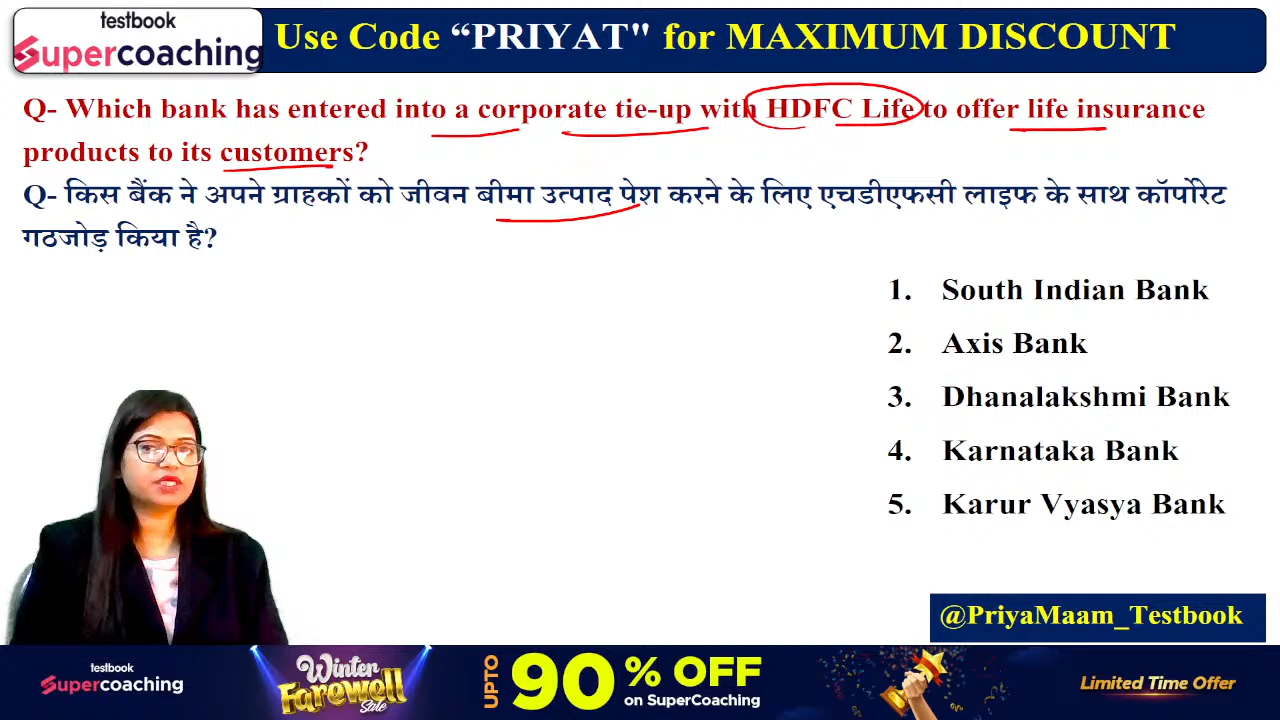 testbook
Supercoaching
Use Code “PRIYAT" for MAXIMUM DISCOUNT
Q- Which bank has entered into a corporate tie-up with HDFC Life to offer life insurance
products to its customers?
Q- किस बैंक ने अपने ग्राहकों को जीवन बीमा उत्पाद पेश करने के लिए एचडीएफसी लाइफ के साथ कॉर्पोरेट
गठजोड़ किया है?
1. South Indian Bank
2. Axis Bank
3. Dhanalakshmi Bank
4. Karnataka Bank
5. Karur Vyasya Bank
@PriyaMaam_Testbook
testbook
Supercoaching
Winter
Farewell
Sale
UPTO 90 % OFF
on SuperCoaching
Limited Time Offer